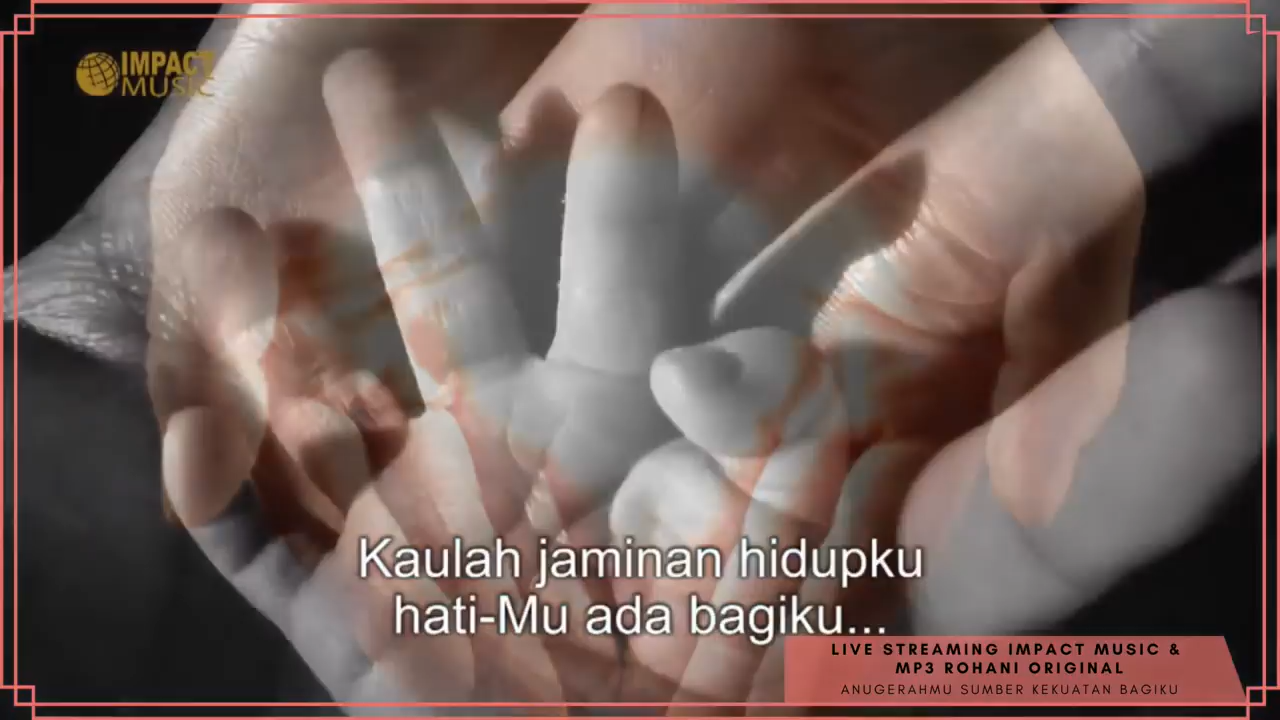 IMPACT
MUSIC
Kaulah jaminan hidupku
hati-Mu ada bagiku...
LIVE STREAMING IMPACT MUSIC &
MP3 ROHANI ORIGINAL
ANUGERAHMU SUMBER KEKUATAN BAGIKU